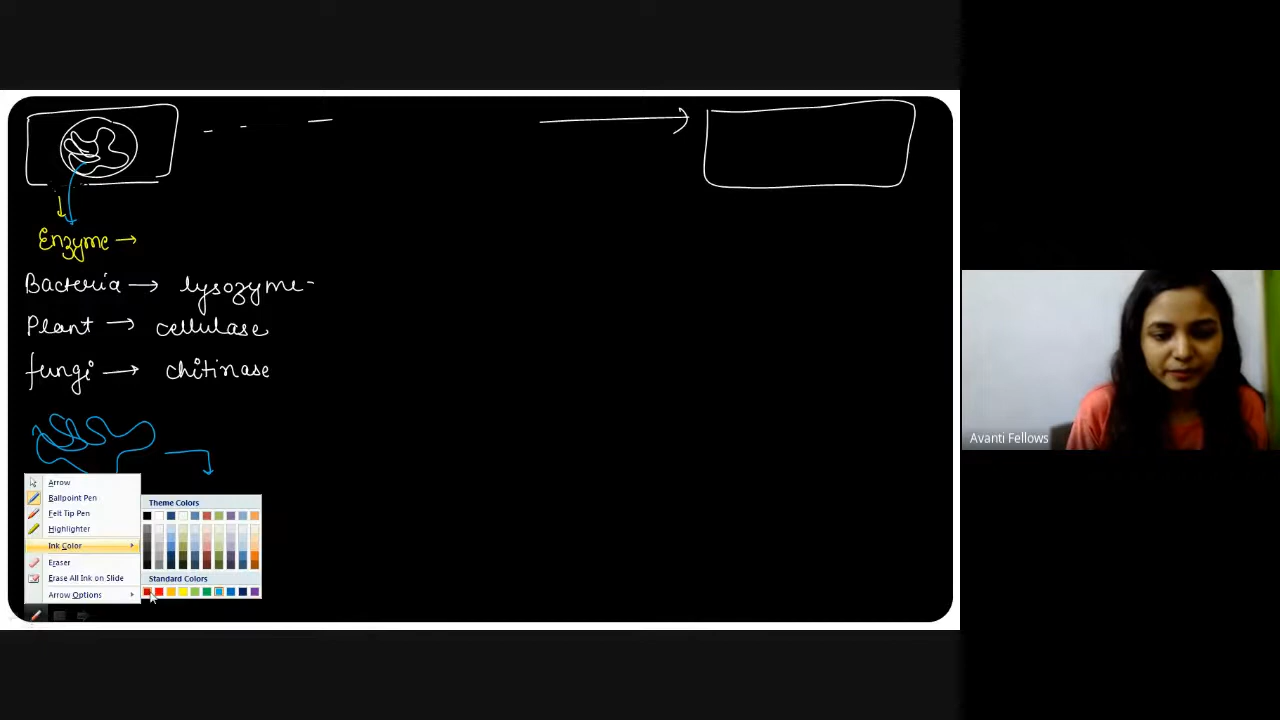 Enzyme →
Bacteria → lysozyme-
Plant → cellulase
fungi → chitinase
Arrow
Ballpoint Pen
Felt Tip Pen
Highlighter
Ink Color
Eraser
Erase All Ink on Slide
Arrow Options
Theme Colors
Standard Colors
Avanti Fellows